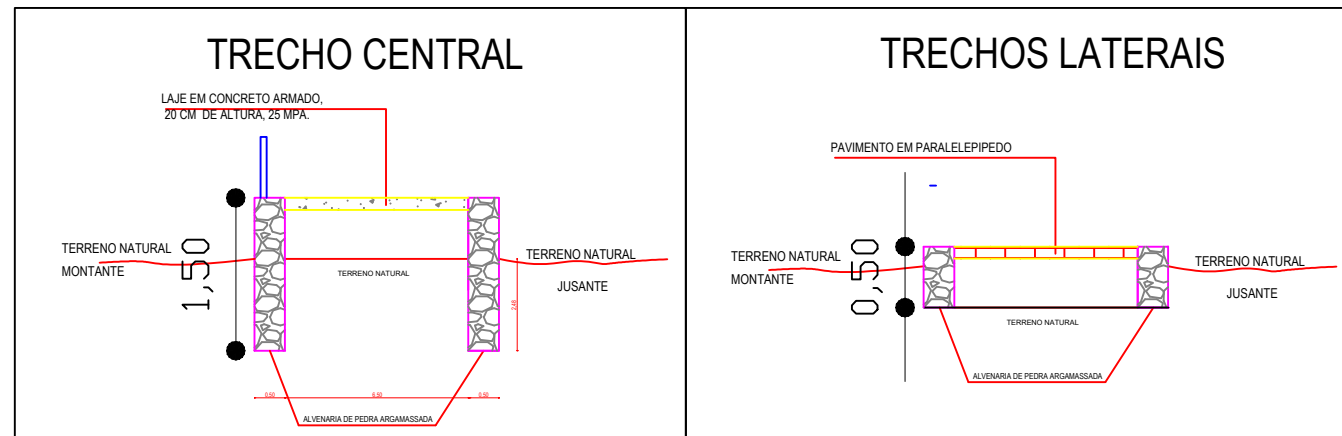 TRECHO CENTRAL
LAJE EM CONCRETO ARMADO,
20 CM DE ALTURA, 25 MPA.
TERRENO NATURAL
MONTANTE
1,50
TERRENO NATURAL
TERRENO NATURAL
JUSANTE
2.48
0.50
6.50
0.50
ALVENARIA DE PEDRA ARGAMASSADA
TRECHOS LATERAIS
PAVIMENTO EM PARALELEPIPEDO
TERRENO NATURAL
MONTANTE
0,50
TERRENO NATURAL
JUSANTE
TERRENO NATURAL
ALVENARIA DE PEDRA ARGAMASSADA